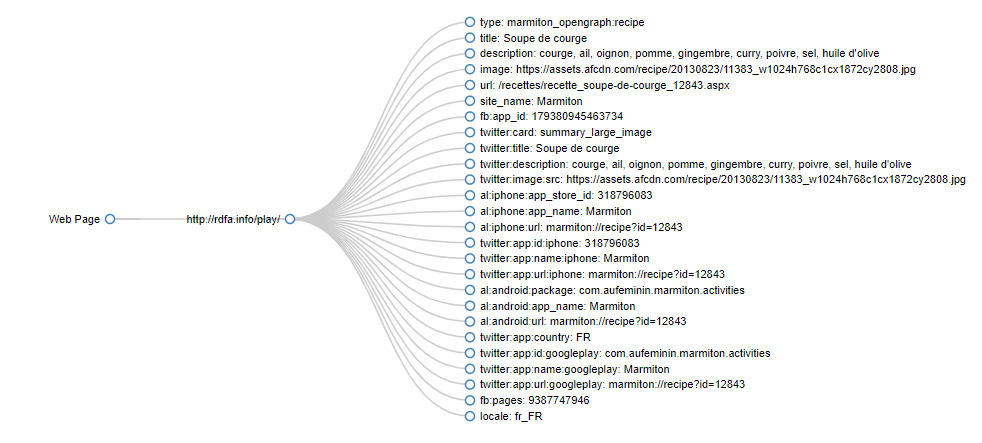 type: marmiton_opengraph:recipe
title: Soupe de courge
description: courge, ail, oignon, pomme, gingembre, curry, poivre, sel, huile d'olive
image: https://assets.afcdn.com/recipe/20130823/11383_w1024h768c1cx1872cy2808.jpg
url: /recettes/recette_soupe-de-courge_12843.aspx
site_name: Marmiton
fb:app_id: 179380945463734
twitter:card: summary_large_image
twitter:title: Soupe de courge
twitter:description: courge, ail, oignon, pomme, gingembre, curry, poivre, sel, huile d'olive
twitter:image:src: https://assets.afcdn.com/recipe/20130823/11383_w1024h768c1cx1872cy2808.jpg
al:iphone:app_store_id: 318796083
al:iphone:app_name: Marmiton
Web Page http://rdfa.info/play/
al:iphone:url: marmiton://recipe?id=12843
twitter:app:id:iphone: 318796083
twitter:app:name:iphone: Marmiton
twitter:app:url:iphone: marmiton://recipe?id=12843
al:android:package: com.aufeminin.marmiton.activities
al:android:app_name: Marmiton
al:android:url: marmiton://recipe?id=12843
twitter:app:country: FR
twitter:app:id:googleplay: com.aufeminin.marmiton.activities
twitter:app:name:googleplay: Marmiton
twitter:app:url:googleplay: marmiton://recipe?id=12843
fb:pages: 9387747946
locale: fr_FR